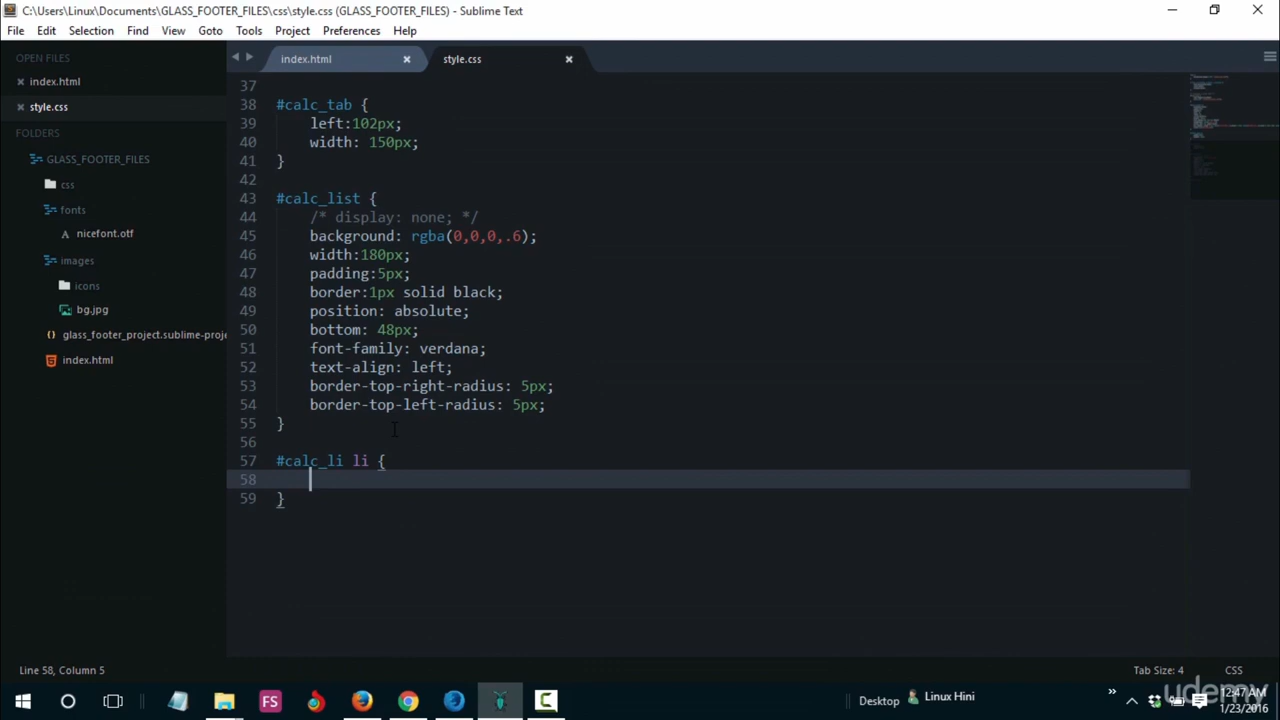 C:\Users\Linux\Documents\GLASS_FOOTER_FILES\css\style.css (GLASS_FOOTER_FILES) - Sublime Text
File Edit Selection Find View Goto Tools Project Preferences Help
OPEN FILES
index.html
style.css
FOLDERS
GLASS_FOOTER_FILES
css
fonts
nicefont.otf
images
icons
bg.jpg
glass_footer_project.sublime-proje
index.html
index.html
style.css
37
38 #calc_tab {
39 left:102px;
40 width: 150px;
41 }
42
43 #calc_list {
44 /* display: none; */
45 background: rgba(0,0,0,.6);
46 width:180px;
47 padding:5px;
48 border:1px solid black;
49 position: absolute;
50 bottom: 48px;
51 font-family: verdana;
52 text-align: left;
53 border-top-right-radius: 5px;
54 border-top-left-radius: 5px;
55 }
56
57 #calc_li li {
58
59 }
Line 58, Column 5
Tab Size: 4
CSS
FS
Desktop
Linux Hini
»
12:47 AM
1/23/2016
udemy